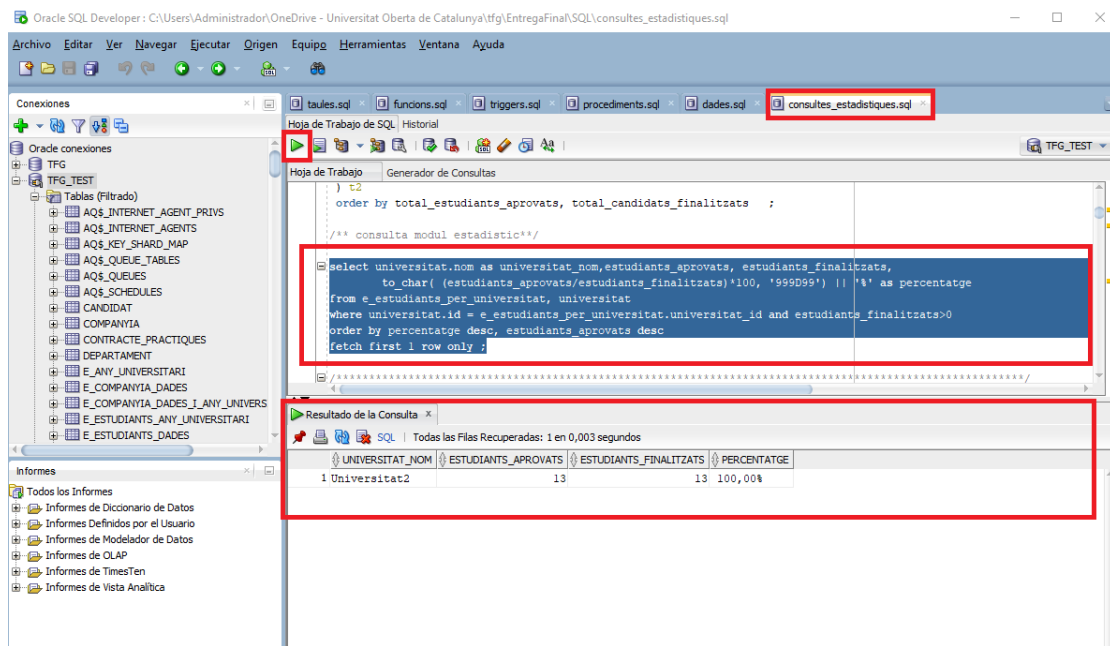 Oracle SQL Developer : C:\Users\Administrador\OneDrive - Universitat Oberta de Catalunya\tfg\EntregaFinal\SQL\consultes_estadistiques.sql
Archivo Editar Ver Navegar Ejecutar Origen Equipo Herramientas Ventana Ayuda
Conexiones
Oracle conexiones
TFG
TFG_TEST
Tablas (Filtrado)
AQ$_INTERNET_AGENT_PRIVS
AQ$_INTERNET_AGENTS
AQ$_KEY_SHARD_MAP
AQ$_QUEUE_TABLES
AQ$_QUEUES
AQ$_SCHEDULES
CANDIDAT
COMPANYIA
CONTRACTE_PRACTIQUES
DEPARTAMENT
E_ANY_UNIVERSITARI
E_COMPANYIA_DADES
E_COMPANYIA_DADES_I_ANY_UNIVERS
E_ESTUDIANTS_ANY_UNIVERSITARI
E_ESTUDIANTS_DADES
Informes
Todos los Informes
Informes de Diccionario de Datos
Informes Definidos por el Usuario
Informes de Modelador de Datos
Informes de OLAP
Informes de TimesTen
Informes de Vista Analítica
taules.sql funcions.sql triggers.sql procediments.sql dades.sql consultes_estadistiques.sql
Hoja de Trabajo de SQL Historial
TFG_TEST
Hoja de Trabajo Generador de Consultas
) t2
order by total_estudiants_aprovats, total_candidats_finalitzats ;
/** consulta modul estadistic**/
select universitat.nom as universitat_nom,estudiants_aprovats, estudiants_finalitzats,
to_char( (estudiants_aprovats/estudiants_finalitzats)*100, '999D99') || '%' as percentatge
from e_estudiants_per_universitat, universitat
where universitat.id = e_estudiants_per_universitat.universitat_id and estudiants_finalitzats>0
order by percentatge desc, estudiants_aprovats desc
fetch first 1 row only ;
Resultado de la Consulta
SQL | Todas las Filas Recuperadas: 1 en 0,003 segundos
UNIVERSITAT_NOM ESTUDIANTS_APROVATS ESTUDIANTS_FINALITZATS PERCENTATGE
1 Universitat2 13 13 100,00%